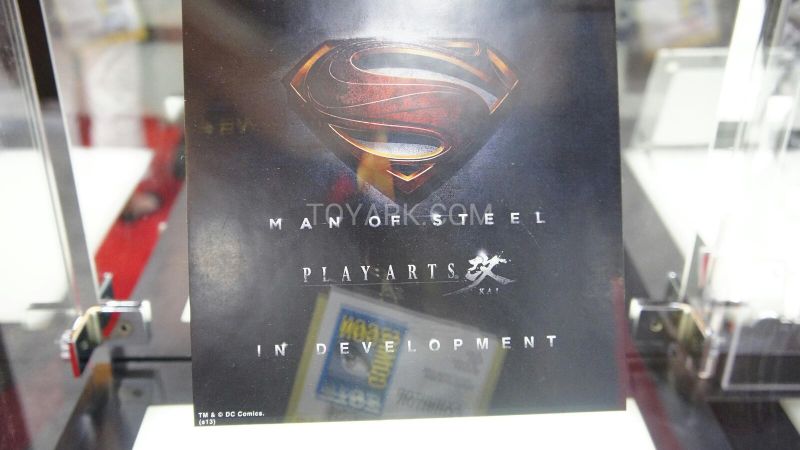 MAN OF STEEL
TOYARK.COM
PLAY ARTS 改
KAI
IN DEVELOPMENT
TM & © DC Comics.
(s13)